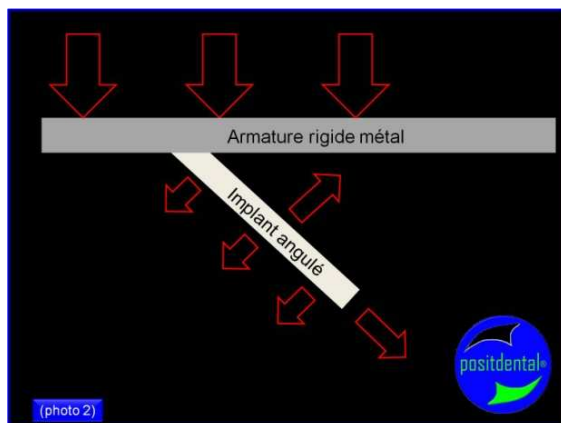 Armature rigide métal
Implant angulé
positdental®
(photo 2)